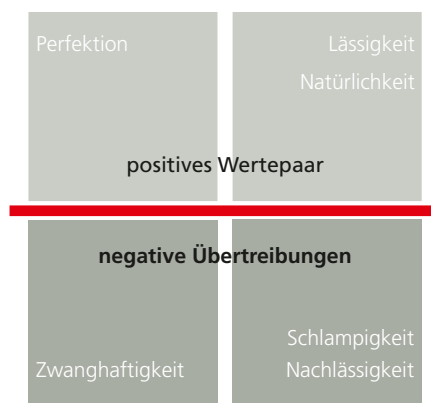 Perfektion
Lässigkeit
Natürlichkeit
positives Wertepaar
negative Übertreibungen
Schlampigkeit
Zwanghaftigkeit
Nachlässigkeit